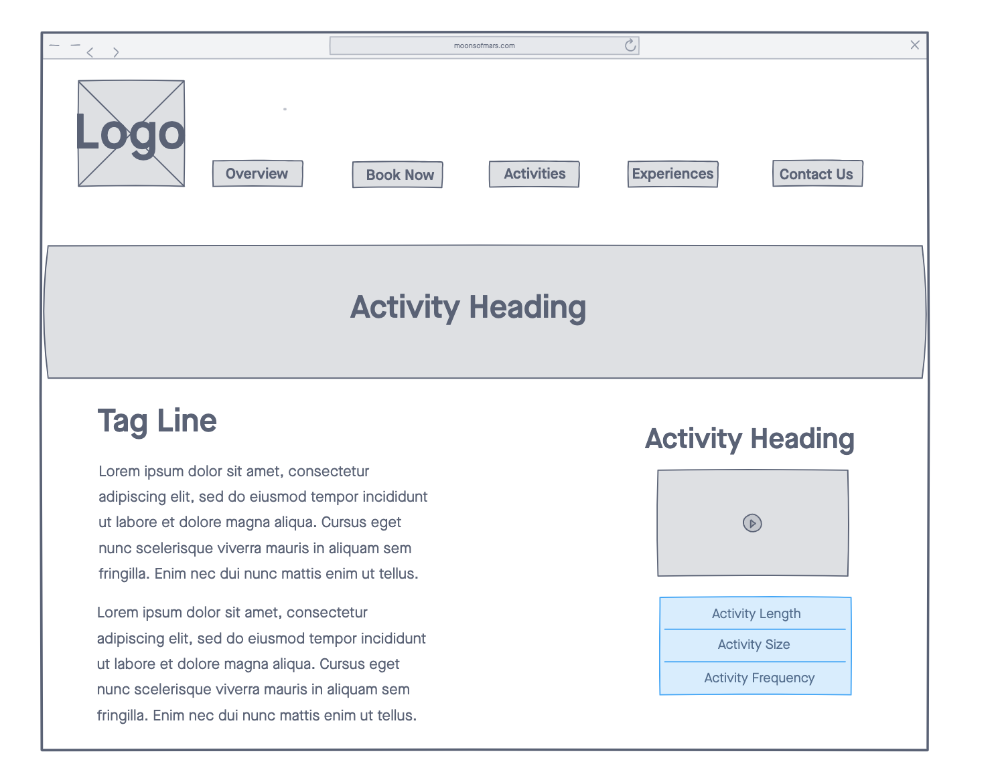 moonsofmars.com
Logo
Overview
Book Now
Activities
Experiences
Contact Us
Activity Heading
Tag Line
Lorem ipsum dolor sit amet, consectetur
adipiscing elit, sed do eiusmod tempor incididunt
ut labore et dolore magna aliqua. Cursus eget
nunc scelerisque viverra mauris in aliquam sem
fringilla. Enim nec dui nunc mattis enim ut tellus.
Lorem ipsum dolor sit amet, consectetur
adipiscing elit, sed do eiusmod tempor incididunt
ut labore et dolore magna aliqua. Cursus eget
nunc scelerisque viverra mauris in aliquam sem
fringilla. Enim nec dui nunc mattis enim ut tellus.
Activity Heading
Activity Length
Activity Size
Activity Frequency